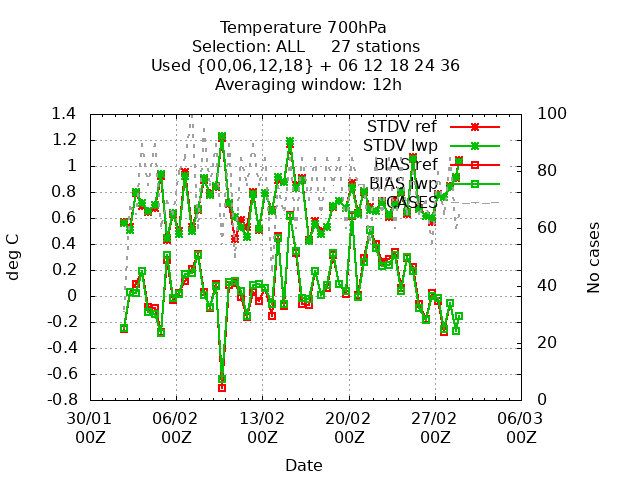 Temperature 700hPa
Selection: ALL 27 stations
Used {00,06,12,18} + 06 12 18 24 36
Averaging window: 12h
1.4
1.2
1
0.8
0.6
0.4
0.2
0
-0.2
-0.4
-0.6
-0.8
deg C
100
80
60
40
20
0
No cases
STDV ref
STDV lwp
BIAS ref
BIAS lwp
CASES
30/01 06/02 13/02 20/02 27/02 06/03
00Z 00Z 00Z 00Z 00Z 00Z
Date